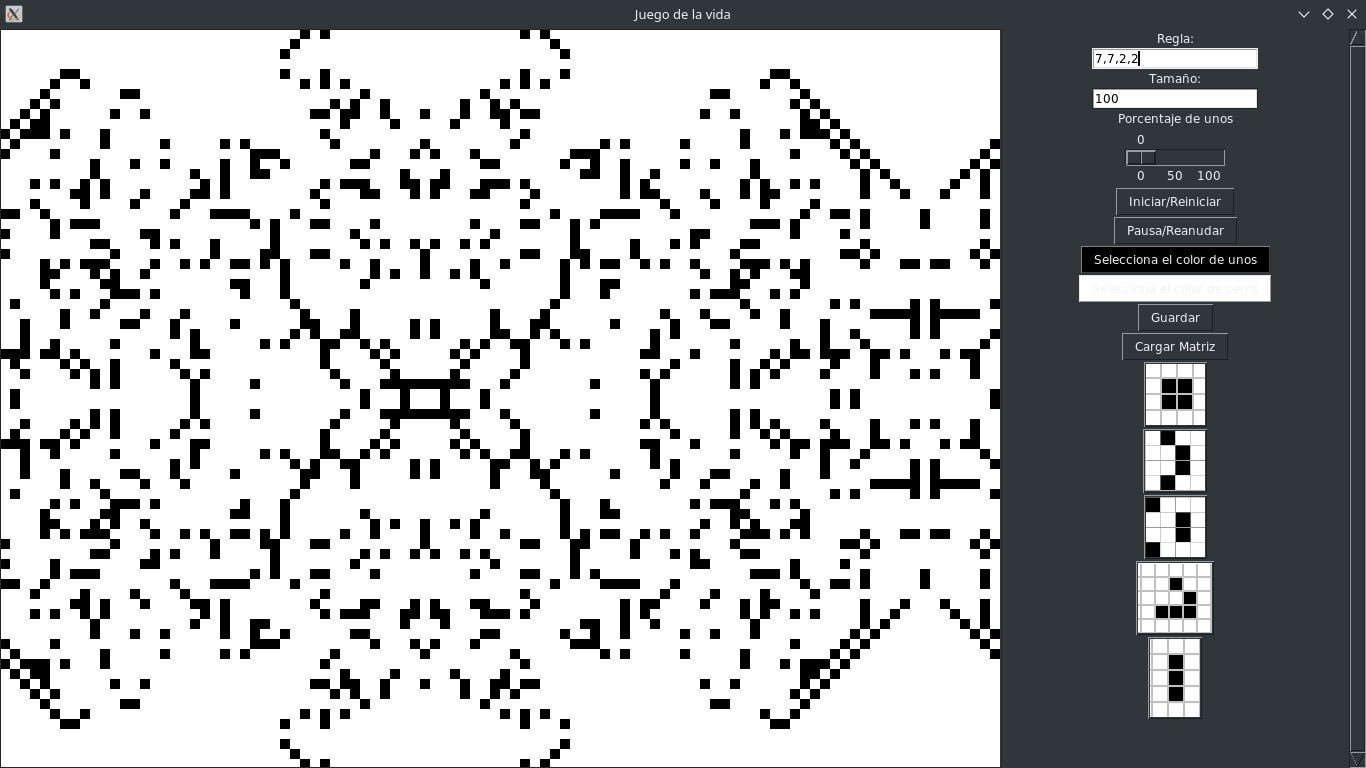 Juego de la vida
Regla:
7,7,2,2
Tamaño:
100
Porcentaje de unos
0
0 50 100
Iniciar/Reiniciar
Pausa/Reanudar
Selecciona el color de unos
Selecciona el color de ceros
Guardar
Cargar Matriz